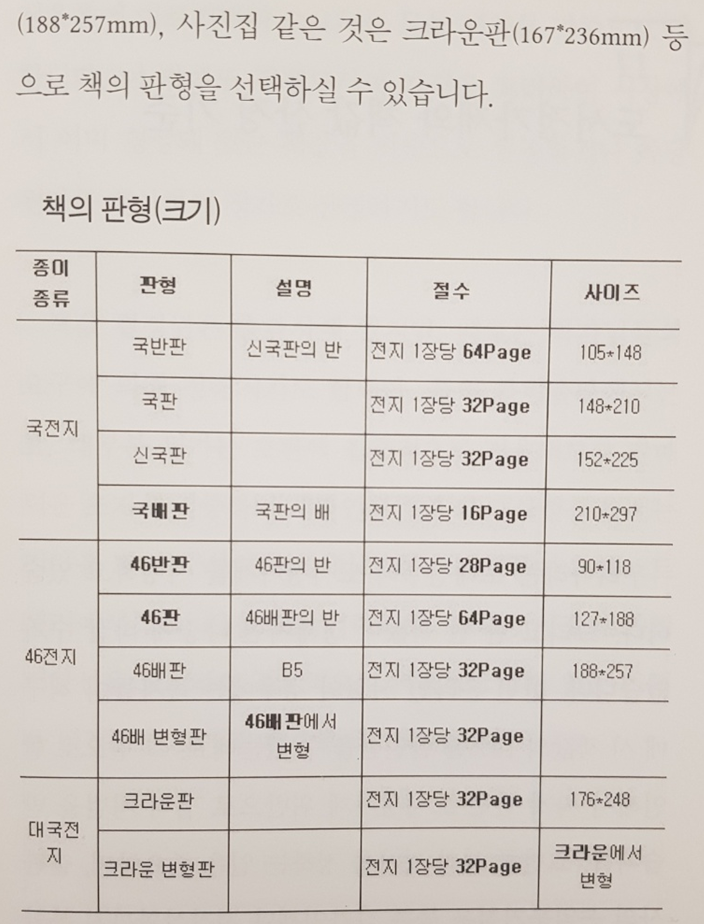 (188*257mm), 사진집 같은 것은 크라운판(167*236mm) 등
으로 책의 판형을 선택하실 수 있습니다.
책의 판형(크기)
종이 종류 판형 설명 절수 사이즈
국전지 국반판 신국판의 반 전지 1장당 64Page 105*148
국판 전지 1장당 32Page 148*210
신국판 전지 1장당 32Page 152*225
국배판 국판의 배 전지 1장당 16Page 210*297
46전지 46반판 46판의 반 전지 1장당 28Page 90*118
46판 46배판의 반 전지 1장당 64Page 127*188
46배판 B5 전지 1장당 32Page 188*257
46배 변형판 46배판에서 변형 전지 1장당 32Page
대국전지 크라운판 전지 1장당 32Page 176*248
크라운 변형판 전지 1장당 32Page 크라운에서 변형